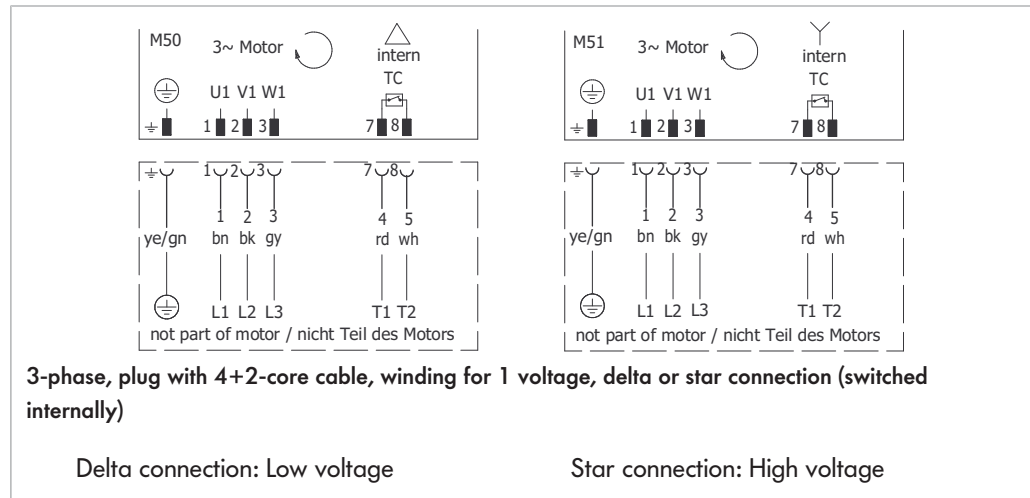 M50 3~ Motor intern
TC
U1 V1 W1
1 2 3 7 8
1 2 3 7 8
1 2 3 4 5
ye/gn bn bk gy rd wh
L1 L2 L3 T1 T2
not part of motor / nicht Teil des Motors
M51 3~ Motor intern
TC
U1 V1 W1
1 2 3 7 8
1 2 3 7 8
1 2 3 4 5
ye/gn bn bk gy rd wh
L1 L2 L3 T1 T2
not part of motor / nicht Teil des Motors
3-phase, plug with 4+2-core cable, winding for 1 voltage, delta or star connection (switched
internally)
Delta connection: Low voltage
Star connection: High voltage